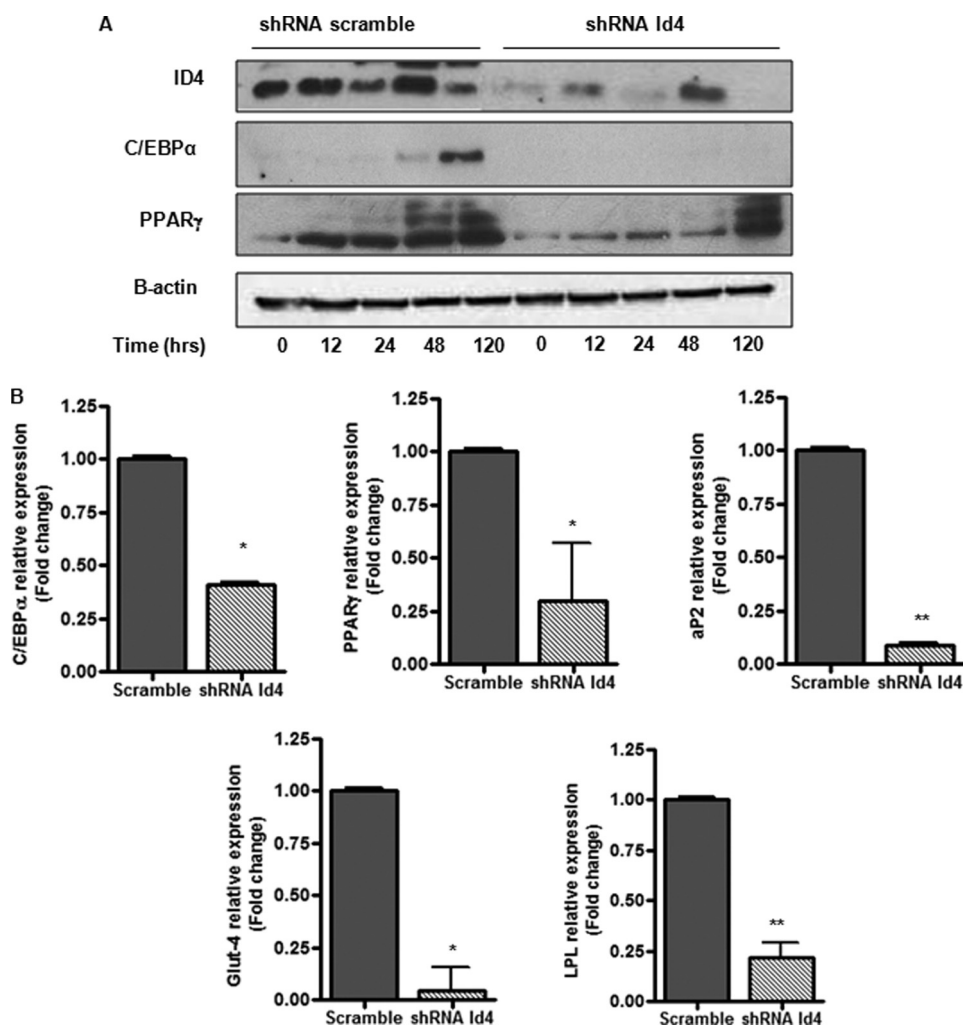 A
shRNA scramble
shRNA Id4
ID4
C/EBPα
PPARγ
B-actin
Time (hrs) 0 12 24 48 120 0 12 24 48 120
B
C/EBPα relative expression
(Fold change)
1.25
1.00
0.75
0.50
0.25
0.00
*
Scramble shRNA Id4
PPARγ relative expression
(Fold change)
1.25
1.00
0.75
0.50
0.25
0.00
*
Scramble shRNA Id4
aP2 relative expression
(Fold change)
1.25
1.00
0.75
0.50
0.25
0.00
**
Scramble shRNA Id4
Glut-4 relative expression
(Fold change)
1.25
1.00
0.75
0.50
0.25
0.00
*
Scramble shRNA Id4
LPL relative expression
(Fold change)
1.25
1.00
0.75
0.50
0.25
0.00
**
Scramble shRNA Id4